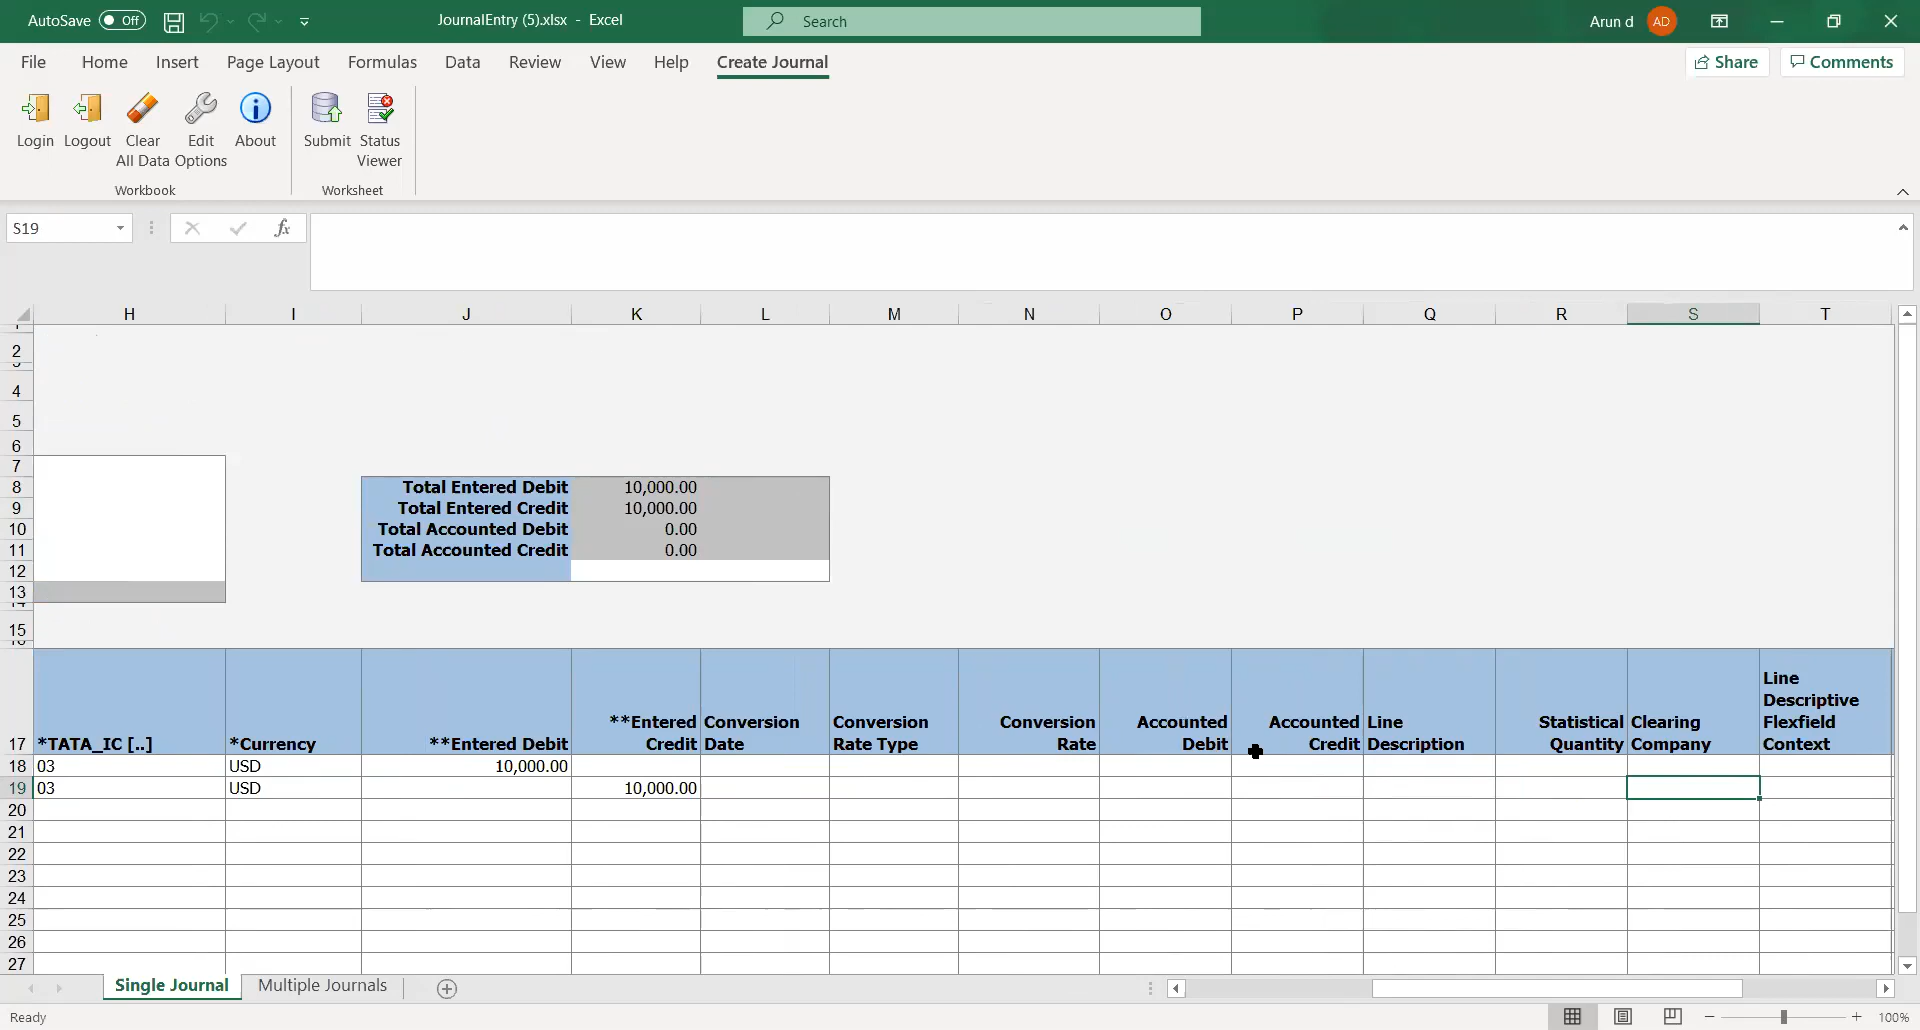 AutoSave Off JournalEntry (5).xlsx - Excel Search Arun d AD
File Home Insert Page Layout Formulas Data Review View Help Create Journal Share Comments
Login Logout Clear All Data Edit Options About Submit Status Viewer
Workbook Worksheet
S19 fx
H I J K L M N O P Q R S T
2
4
5
6
7
8 Total Entered Debit 10,000.00
9 Total Entered Credit 10,000.00
10 Total Accounted Debit 0.00
11 Total Accounted Credit 0.00
12
13
15
17 *TATA_IC [..] *Currency **Entered Debit **Entered Credit Conversion Date Conversion Rate Type Conversion Rate Accounted Debit Accounted Credit Line Description Statistical Quantity Clearing Company Line Descriptive Flexfield Context
18 03 USD 10,000.00
19 03 USD 10,000.00
20
21
22
23
24
25
26
27
Single Journal Multiple Journals
Ready 100%